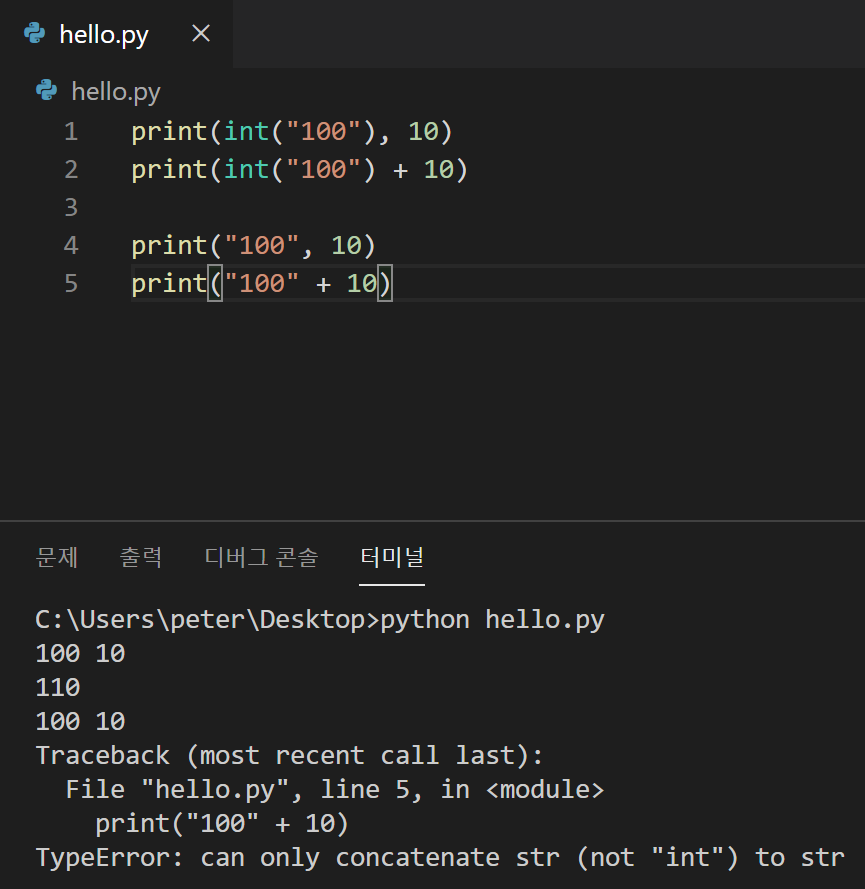 hello.py ×
hello.py
1 print(int("100"), 10)
2 print(int("100") + 10)
3
4 print("100", 10)
5 print("100" + 10)
문제 출력 디버그 콘솔 터미널
C:\Users\peter\Desktop>python hello.py
100 10
110
100 10
Traceback (most recent call last):
  File "hello.py", line 5, in <module>
    print("100" + 10)
TypeError: can only concatenate str (not "int") to str